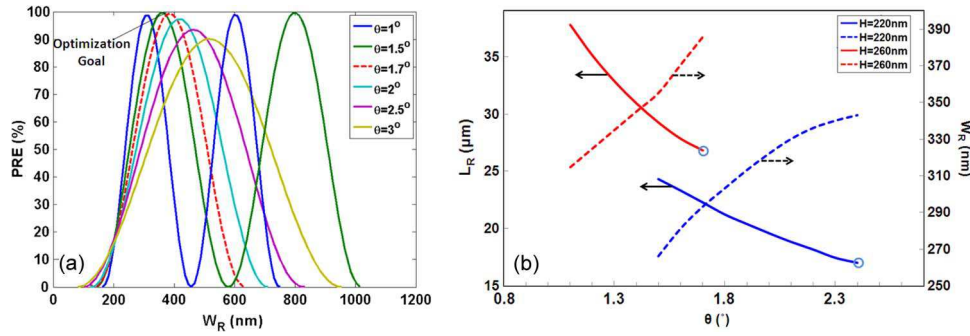 100
90
80
70
60
50
40
30
20
10
0
PRE (%)
Optimization
Goal
θ=1°
θ=1.5°
θ=1.7°
θ=2°
θ=2.5°
θ=3°
(a)
0 200 400 600 800 1000 1200
W_R (nm)
35
30
25
20
15
L_R (μm)
H=220nm
H=220nm
H=260nm
H=260nm
390
370
350
330
310
290
270
250
W_R (nm)
(b)
0.8 1.3 1.8 2.3
θ (°)